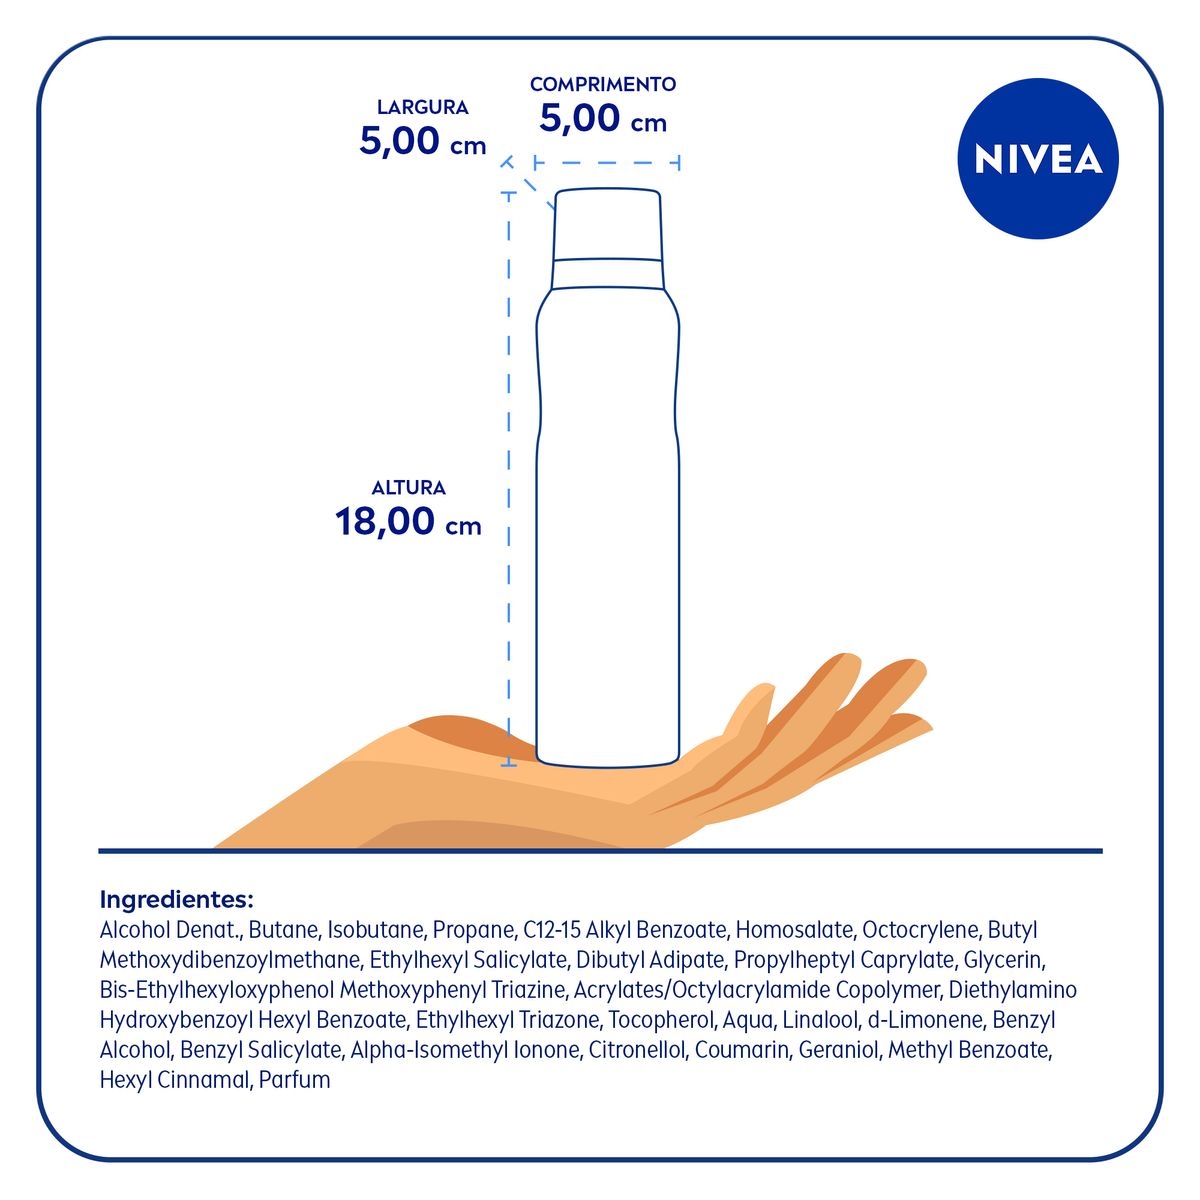 COMPRIMENTO
5,00 cm
LARGURA
5,00 cm
NIVEA
ALTURA
18,00 cm
Ingredientes:
Alcohol Denat., Butane, Isobutane, Propane, C12-15 Alkyl Benzoate, Homosalate, Octocrylene, Butyl
Methoxydibenzoylmethane, Ethylhexyl Salicylate, Dibutyl Adipate, Propylheptyl Caprylate, Glycerin,
Bis-Ethylhexyloxyphenol Methoxyphenyl Triazine, Acrylates/Octylacrylamide Copolymer, Diethylamino
Hydroxybenzoyl Hexyl Benzoate, Ethylhexyl Triazone, Tocopherol, Aqua, Linalool, d-Limonene, Benzyl
Alcohol, Benzyl Salicylate, Alpha-Isomethyl Ionone, Citronellol, Coumarin, Geraniol, Methyl Benzoate,
Hexyl Cinnamal, Parfum